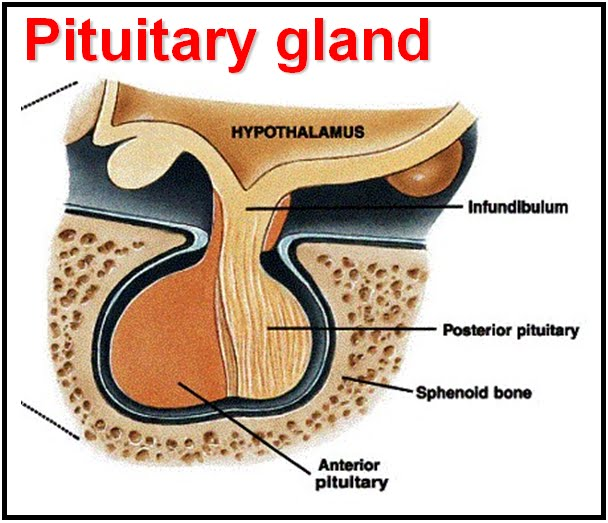 Pituitary gland
HYPOTHALAMUS
Infundibulum
Posterior pituitary
Sphenoid bone
Anterior
pituitary